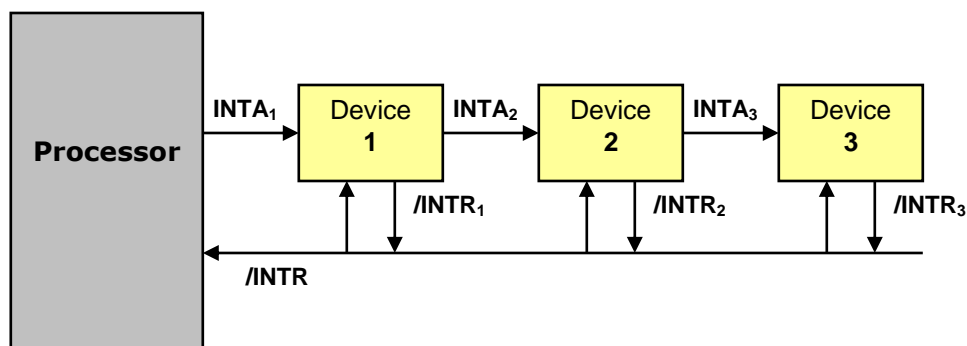 INTA₁
Device
1
INTA₂
Device
2
INTA₃
Device
3
Processor
/INTR₁
/INTR₂
/INTR₃
/INTR